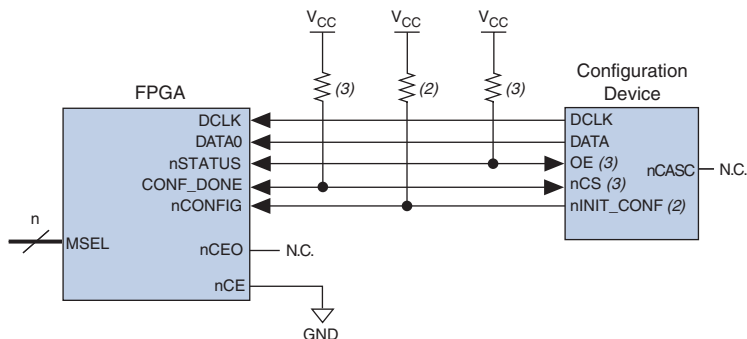 VCC VCC VCC
(3) (2) (3)
FPGA
Configuration
Device
DCLK DCLK
DATA0 DATA
nSTATUS OE (3)
nCASC N.C.
CONF_DONE nCS (3)
nCONFIG nINIT_CONF (2)
n
MSEL
nCEO N.C.
nCE
GND